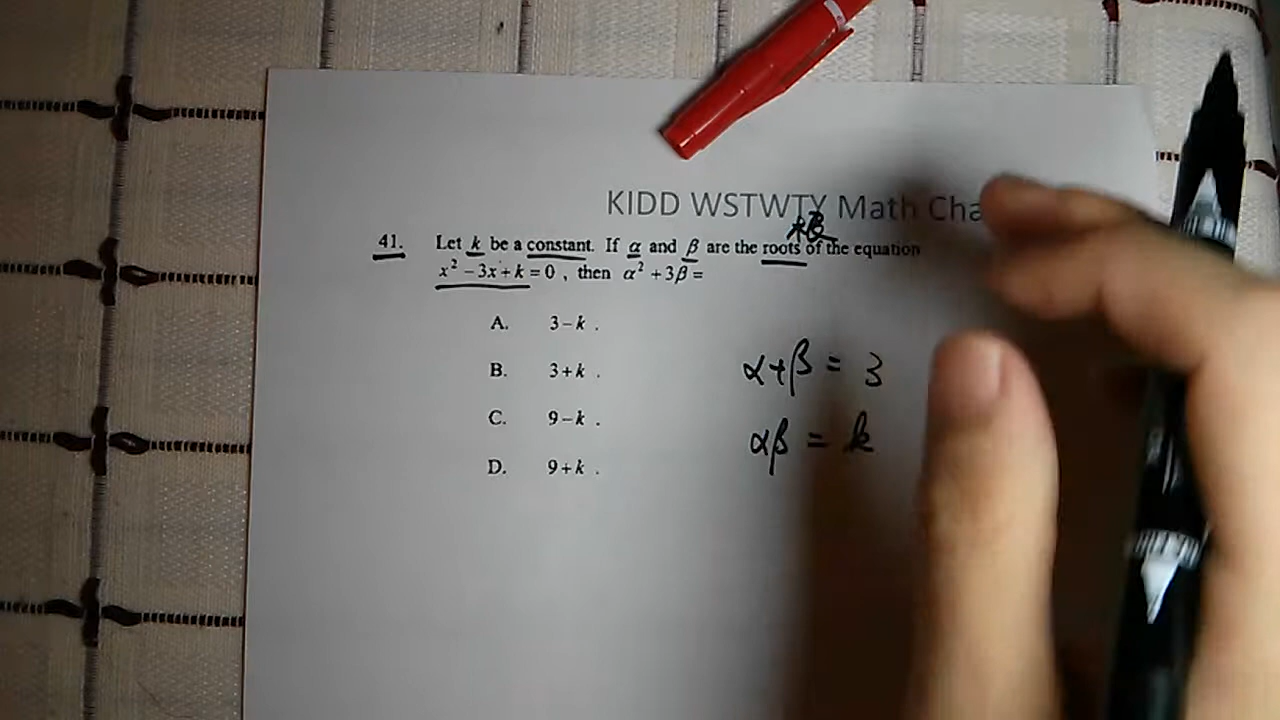 KIDD WSTWTY Math Cha
根
41. Let k be a constant. If α and β are the roots of the equation
x² − 3x + k = 0 , then α² + 3β =
A. 3 − k .
B. 3 + k .
C. 9 − k .
D. 9 + k .
α+β = 3
αβ = k